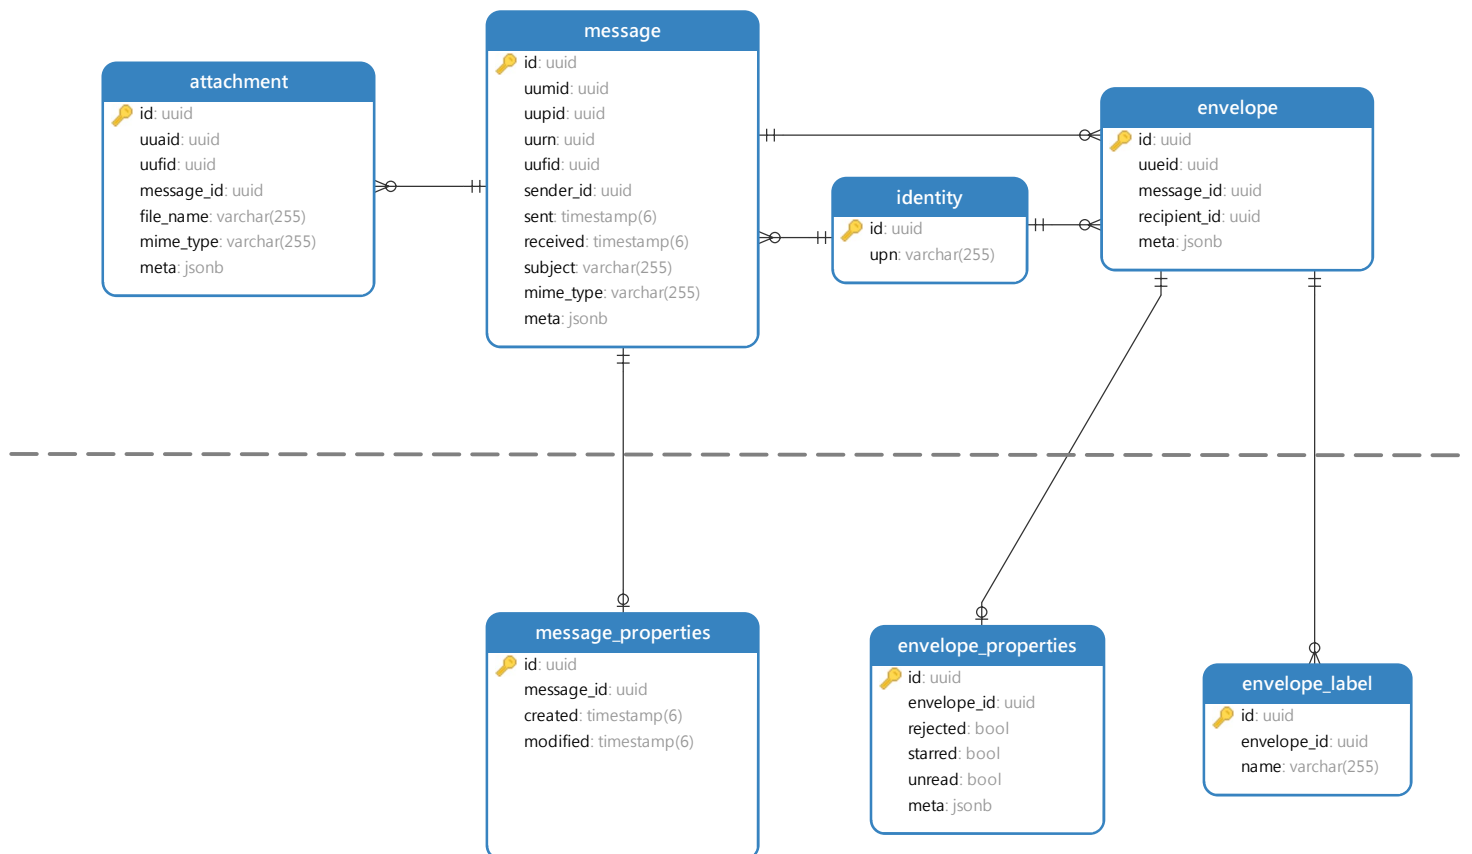 attachment
id: uuid
uuaid: uuid
uufid: uuid
message_id: uuid
file_name: varchar(255)
mime_type: varchar(255)
meta: jsonb
message
id: uuid
uumid: uuid
uupid: uuid
uurn: uuid
uufid: uuid
sender_id: uuid
sent: timestamp(6)
received: timestamp(6)
subject: varchar(255)
mime_type: varchar(255)
meta: jsonb
identity
id: uuid
upn: varchar(255)
envelope
id: uuid
uueid: uuid
message_id: uuid
recipient_id: uuid
meta: jsonb
message_properties
id: uuid
message_id: uuid
created: timestamp(6)
modified: timestamp(6)
envelope_properties
id: uuid
envelope_id: uuid
rejected: bool
starred: bool
unread: bool
meta: jsonb
envelope_label
id: uuid
envelope_id: uuid
name: varchar(255)